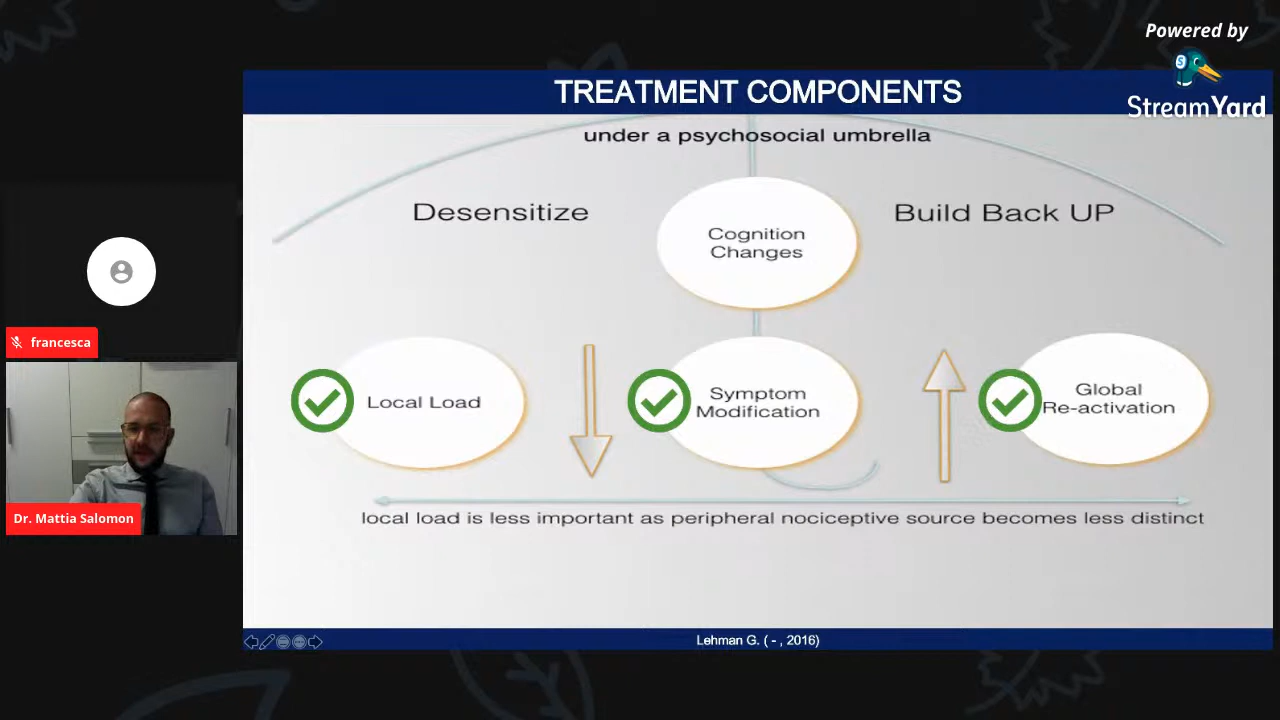 Powered by
StreamYard
TREATMENT COMPONENTS
under a psychosocial umbrella
Desensitize
Build Back UP
Cognition
Changes
Local Load
Symptom
Modification
Global
Re-activation
local load is less important as peripheral nociceptive source becomes less distinct
Lehman G. ( - , 2016)
francesca
Dr. Mattia Salomon